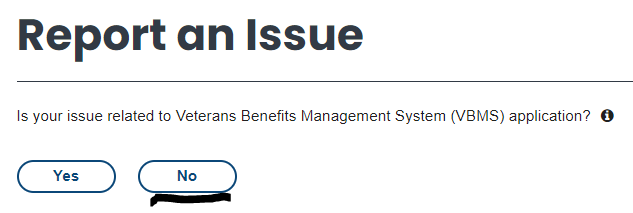 Report an Issue
Is your issue related to Veterans Benefits Management System (VBMS) application?
Yes No